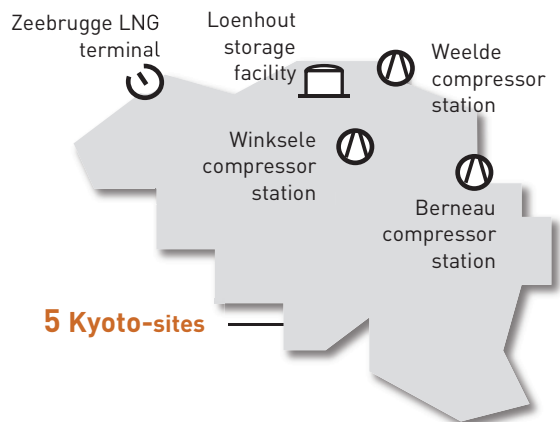 Zeebrugge LNG
terminal
Loenhout
storage
facility
Weelde
compressor
station
Winksele
compressor
station
Berneau
compressor
station
5 Kyoto-sites